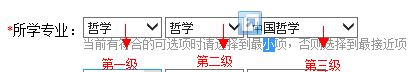 *所学专业： 哲学 哲学 国哲学
当前有符合的可选项时请选择到最小项，否则选择到最接近项
第一级 第二级 第三级